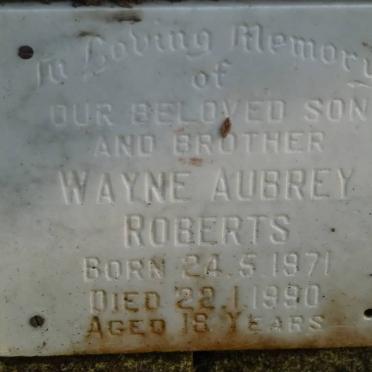 In Loving Memory
of
OUR BELOVED SON
AND BROTHER
WAYNE AUBREY
ROBERTS
BORN 24.5.1971
DIED 22.1.1990
AGED 18 YEARS